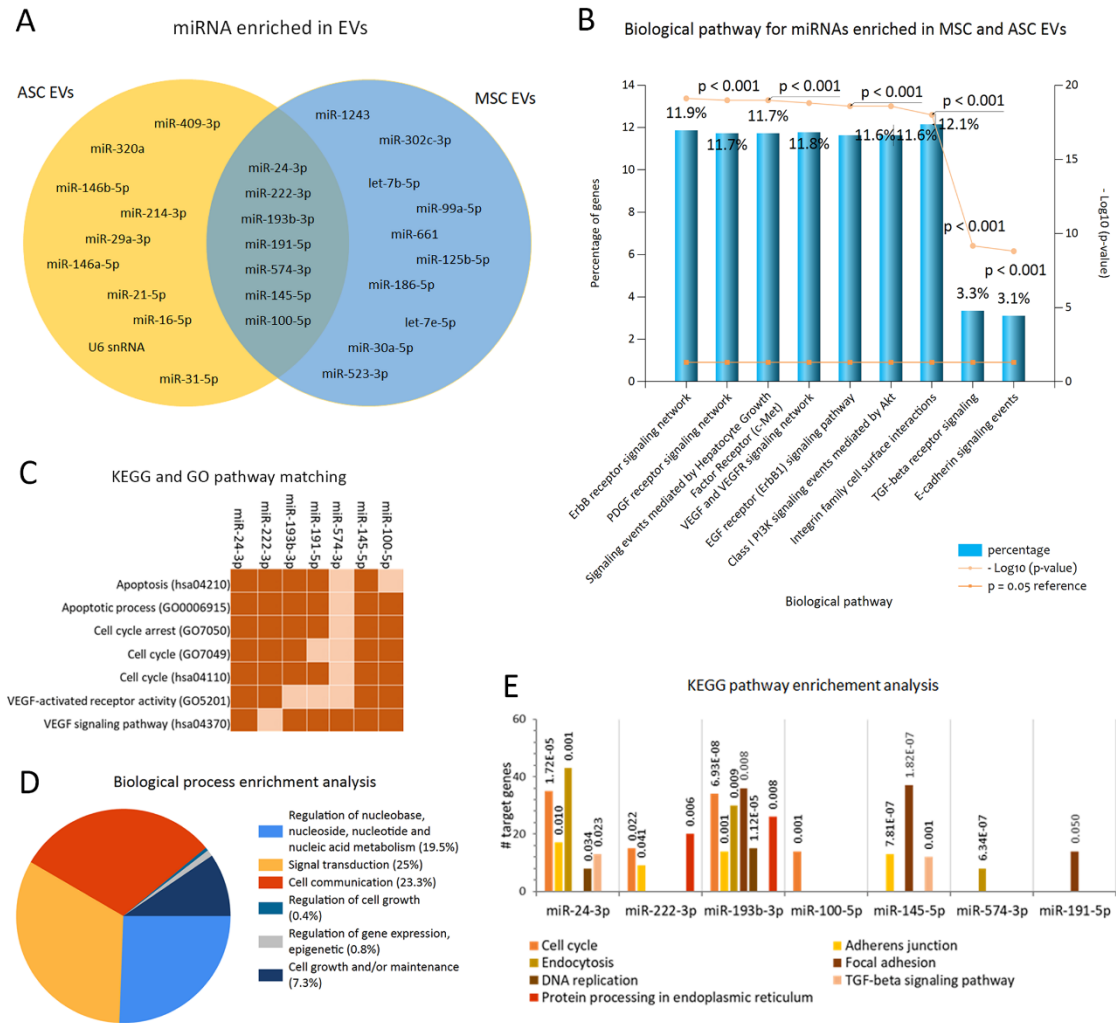 A
miRNA enriched in EVs
ASC EVs
MSC EVs
miR-409-3p
miR-320a
miR-146b-5p
miR-214-3p
miR-29a-3p
miR-146a-5p
miR-21-5p
miR-16-5p
U6 snRNA
miR-31-5p
miR-24-3p
miR-222-3p
miR-193b-3p
miR-191-5p
miR-574-3p
miR-145-5p
miR-100-5p
miR-1243
miR-302c-3p
let-7b-5p
miR-99a-5p
miR-661
miR-125b-5p
miR-186-5p
let-7e-5p
miR-30a-5p
miR-523-3p
B
Biological pathway for miRNAs enriched in MSC and ASC EVs
Percentage of genes
14
12
10
8
6
4
2
0
20
15
10
5
0
- Log10 (p-value)
p < 0.001
p < 0.001
p < 0.001
p < 0.001
p < 0.001
p < 0.001
11.9%
11.7%
11.7%
11.8%
11.6%
11.6%
12.1%
3.3%
3.1%
ErbB receptor signaling network
PDGF receptor signaling network
Signaling events mediated by Hepatocyte Growth
Factor Receptor (c-Met)
VEGF and VEGFR signaling network
EGF receptor (ErbB1) signaling pathway
Class I PI3K signaling events mediated by Akt
Integrin family cell surface interactions
TGF-beta receptor signaling
E-cadherin signaling events
Biological pathway
percentage
- Log10 (p-value)
p = 0.05 reference
C
KEGG and GO pathway matching
miR-24-3p
miR-222-3p
miR-193b-3p
miR-191-5p
miR-574-3p
miR-145-5p
miR-100-5p
Apoptosis (hsa04210)
Apoptotic process (GO0006915)
Cell cycle arrest (GO7050)
Cell cycle (GO7049)
Cell cycle (hsa04110)
VEGF-activated receptor activity (GO5201)
VEGF signaling pathway (hsa04370)
D
Biological process enrichment analysis
Regulation of nucleobase,
nucleoside, nucleotide and
nucleic acid metabolism (19.5%)
Signal transduction (25%)
Cell communication (23.3%)
Regulation of cell growth
(0.4%)
Regulation of gene expression,
epigenetic (0.8%)
Cell growth and/or maintenance
(7.3%)
E
KEGG pathway enrichement analysis
# target genes
60
40
20
0
1.72E-05
0.010
0.001
0.034
0.023
0.022
0.041
0.006
6.93E-08
0.001
0.009
0.008
1.12E-05
0.008
0.001
7.81E-07
1.82E-07
0.001
6.34E-07
0.050
miR-24-3p
miR-222-3p
miR-193b-3p
miR-100-5p
miR-145-5p
miR-574-3p
miR-191-5p
Cell cycle
Adherens junction
Endocytosis
Focal adhesion
DNA replication
TGF-beta signaling pathway
Protein processing in endoplasmic reticulum